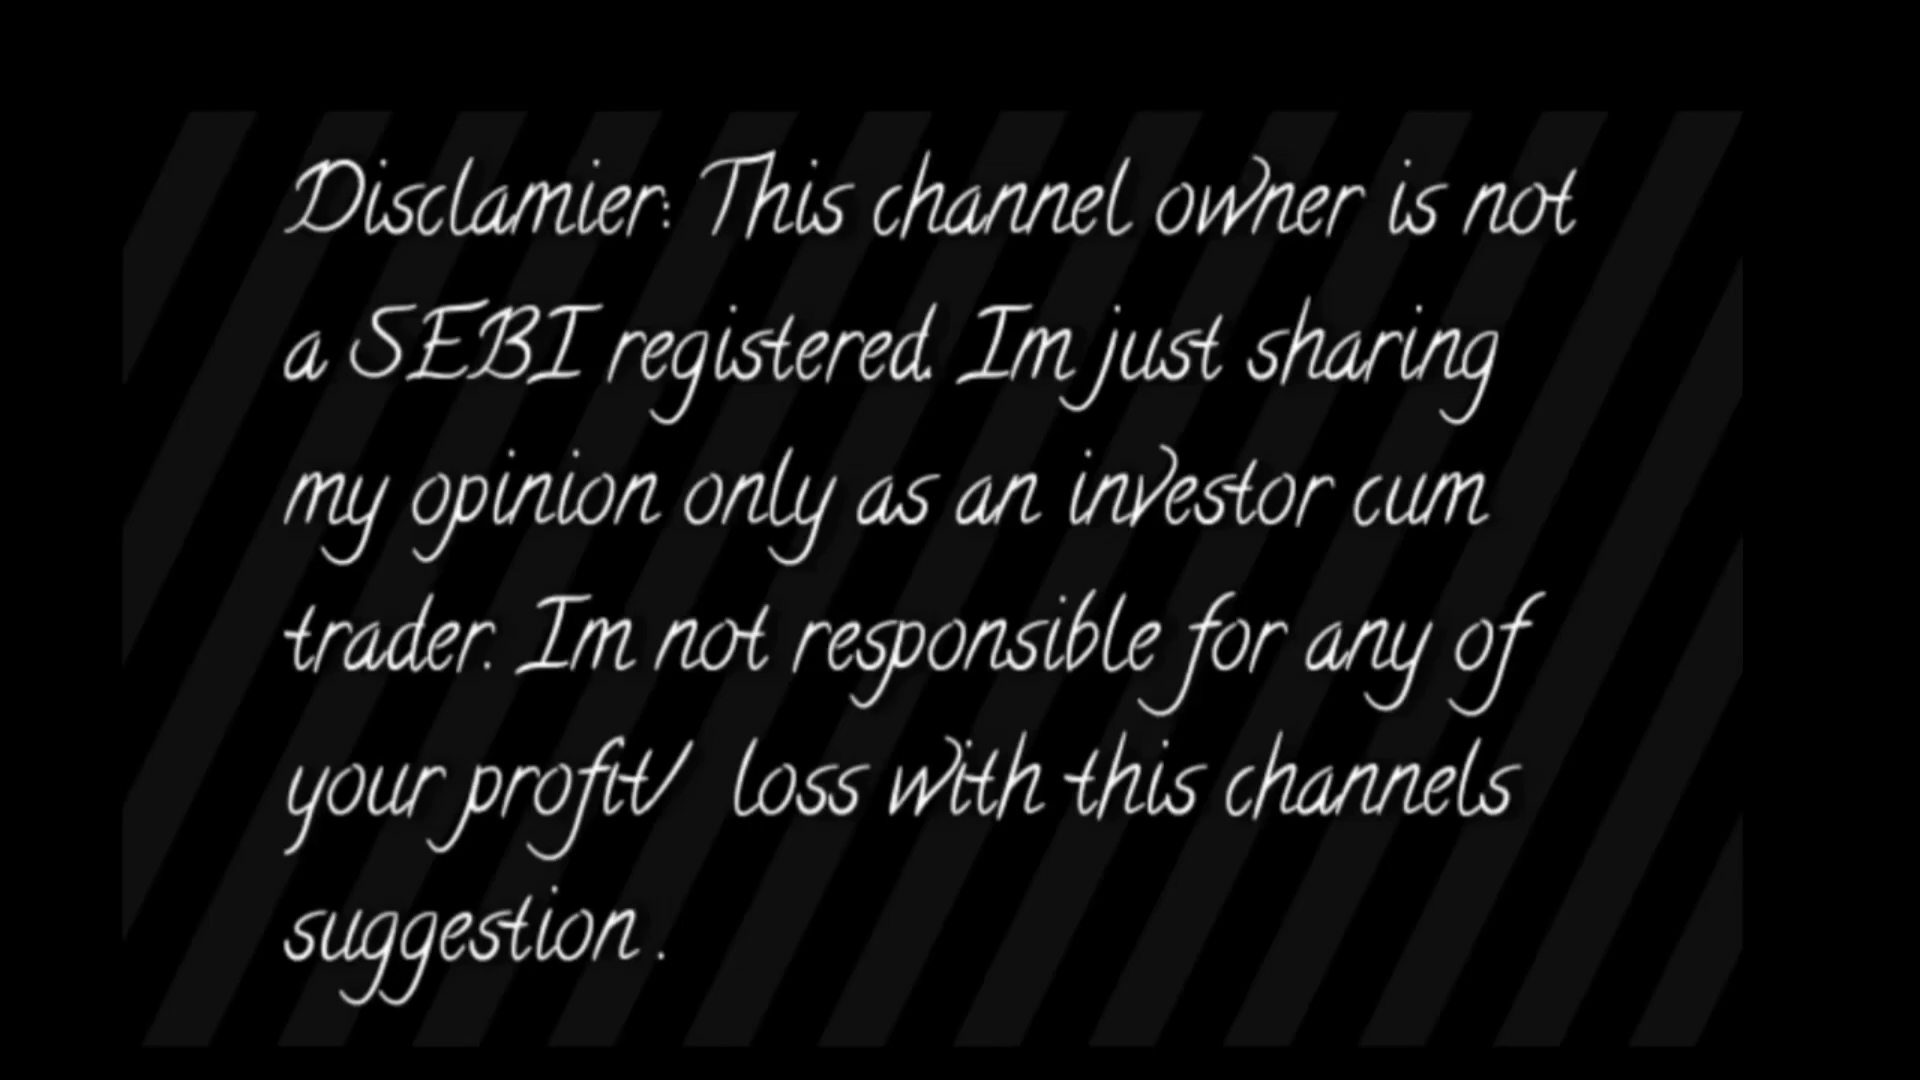 Disclamier: This channel owner is not
a SEBI registered. Im just sharing
my opinion only as an investor cum
trader. Im not responsible for any of
your profit/ loss with this channels
suggestion .